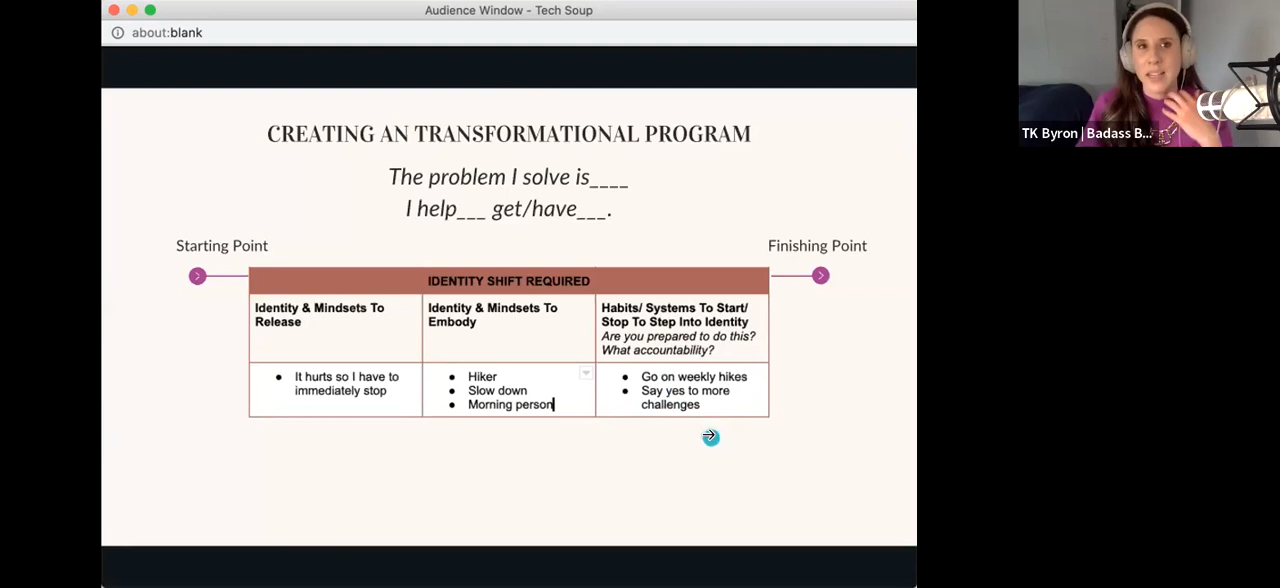 Audience Window - Tech Soup
about:blank
CREATING AN TRANSFORMATIONAL PROGRAM
The problem I solve is____
I help___ get/have___.
Starting Point
Finishing Point
IDENTITY SHIFT REQUIRED
Identity & Mindsets To
Release
Identity & Mindsets To
Embody
Habits/ Systems To Start/
Stop To Step Into Identity
Are you prepared to do this?
What accountability?
• It hurts so I have to
immediately stop
• Hiker
• Slow down
• Morning person
• Go on weekly hikes
• Say yes to more
challenges
TK Byron | Badass B...